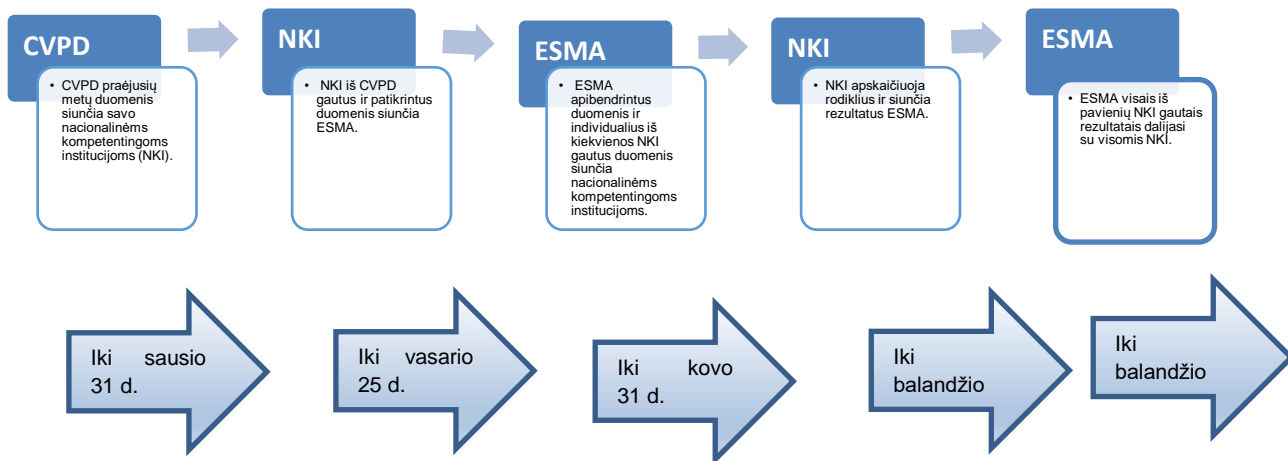 CVPD
• CVPD praėjusių
metų duomenis
siunčia savo
nacionalinėms
kompetentingoms
institucijoms (NKI).
NKI
• NKI iš CVPD
gautus ir patikrintus
duomenis siunčia
ESMA.
ESMA
• ESMA
apibendrintus
duomenis ir
individualius iš
kiekvienos NKI
gautus duomenis
siunčia
nacionalinėms
kompetentingoms
institucijoms.
NKI
• NKI apskaičiuoja
rodiklius ir siunčia
rezultatus ESMA.
ESMA
• ESMA visais iš
pavienių NKI gautais
rezultatais dalijasi
su visomis NKI.
Iki sausio
31 d.
Iki vasario
25 d.
Iki kovo
31 d.
Iki
balandžio
Iki
balandžio